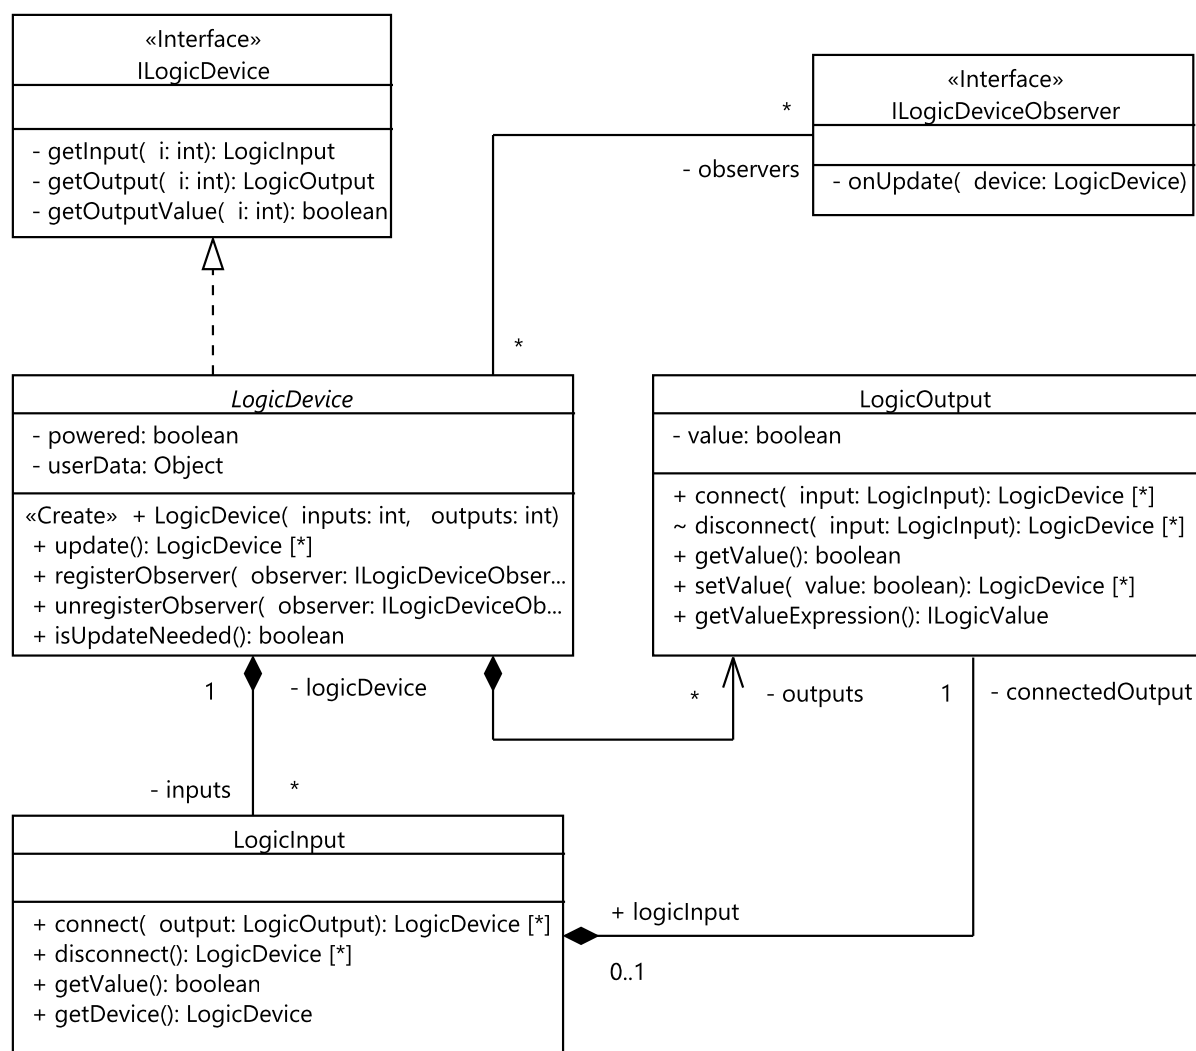 «Interface»
ILogicDevice
- getInput( i: int): LogicInput
- getOutput( i: int): LogicOutput
- getOutputValue( i: int): boolean
«Interface»
ILogicDeviceObserver
- onUpdate( device: LogicDevice)
*
- observers
*
LogicDevice
- powered: boolean
- userData: Object
«Create» + LogicDevice( inputs: int, outputs: int)
+ update(): LogicDevice [*]
+ registerObserver( observer: ILogicDeviceObser...
+ unregisterObserver( observer: ILogicDeviceOb...
+ isUpdateNeeded(): boolean
LogicOutput
- value: boolean
+ connect( input: LogicInput): LogicDevice [*]
~ disconnect( input: LogicInput): LogicDevice [*]
+ getValue(): boolean
+ setValue( value: boolean): LogicDevice [*]
+ getValueExpression(): ILogicValue
1
- logicDevice
*
- outputs
1
- connectedOutput
- inputs
*
LogicInput
+ connect( output: LogicOutput): LogicDevice [*]
+ disconnect(): LogicDevice [*]
+ getValue(): boolean
+ getDevice(): LogicDevice
+ logicInput
0..1